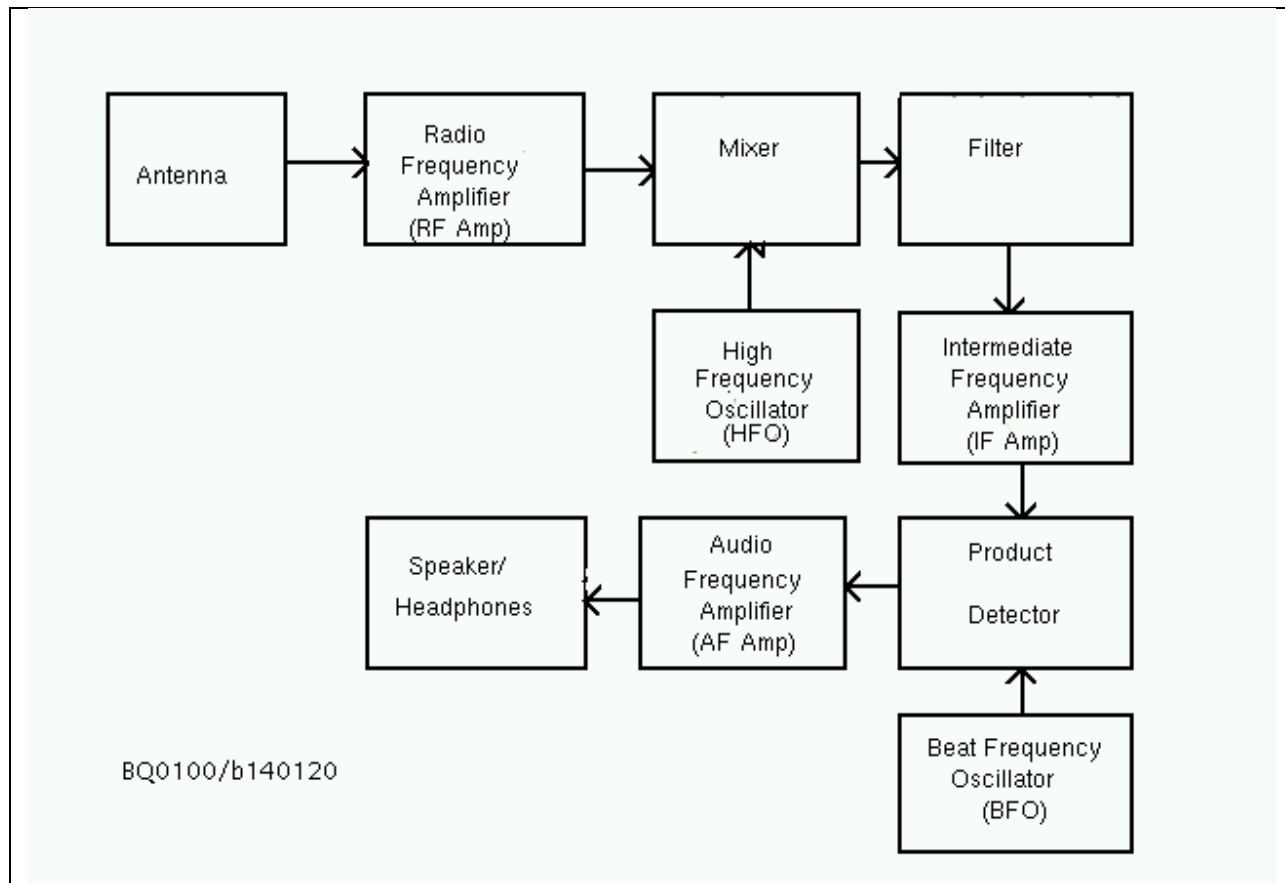 Antenna
Radio
Frequency
Amplifier
(RF Amp)
Mixer
Filter
High
Frequency
Oscillator
(HFO)
Intermediate
Frequency
Amplifier
(IF Amp)
Speaker/
Headphones
Audio
Frequency
Amplifier
(AF Amp)
Product
Detector
Beat Frequency
Oscillator
(BFO)
BQ0100/b140120